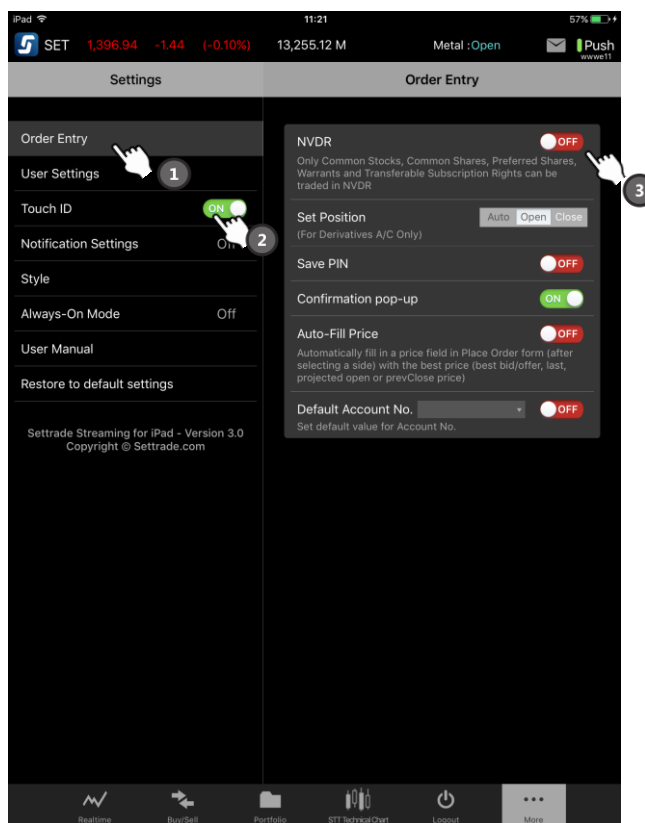 iPad 11:21 57%
SET 1,396.94 -1.44 (-0.10%) 13,255.12 M Metal :Open Push
wwwe11
Settings
Order Entry
Order Entry
1
User Settings
Touch ID ON
2
Notification Settings Off
Style
Always-On Mode Off
User Manual
Restore to default settings
Settrade Streaming for iPad - Version 3.0
Copyright © Settrade.com
NVDR OFF
3
Only Common Stocks, Common Shares, Preferred Shares,
Warrants and Transferable Subscription Rights can be
traded in NVDR
Set Position Auto Open Close
(For Derivatives A/C Only)
Save PIN OFF
Confirmation pop-up ON
Auto-Fill Price OFF
Automatically fill in a price field in Place Order form (after
selecting a side) with the best price (best bid/offer, last,
projected open or prevClose price)
Default Account No. OFF
Set default value for Account No.
Realtime Buy/Sell Portfolio STT Technical Chart Logout More